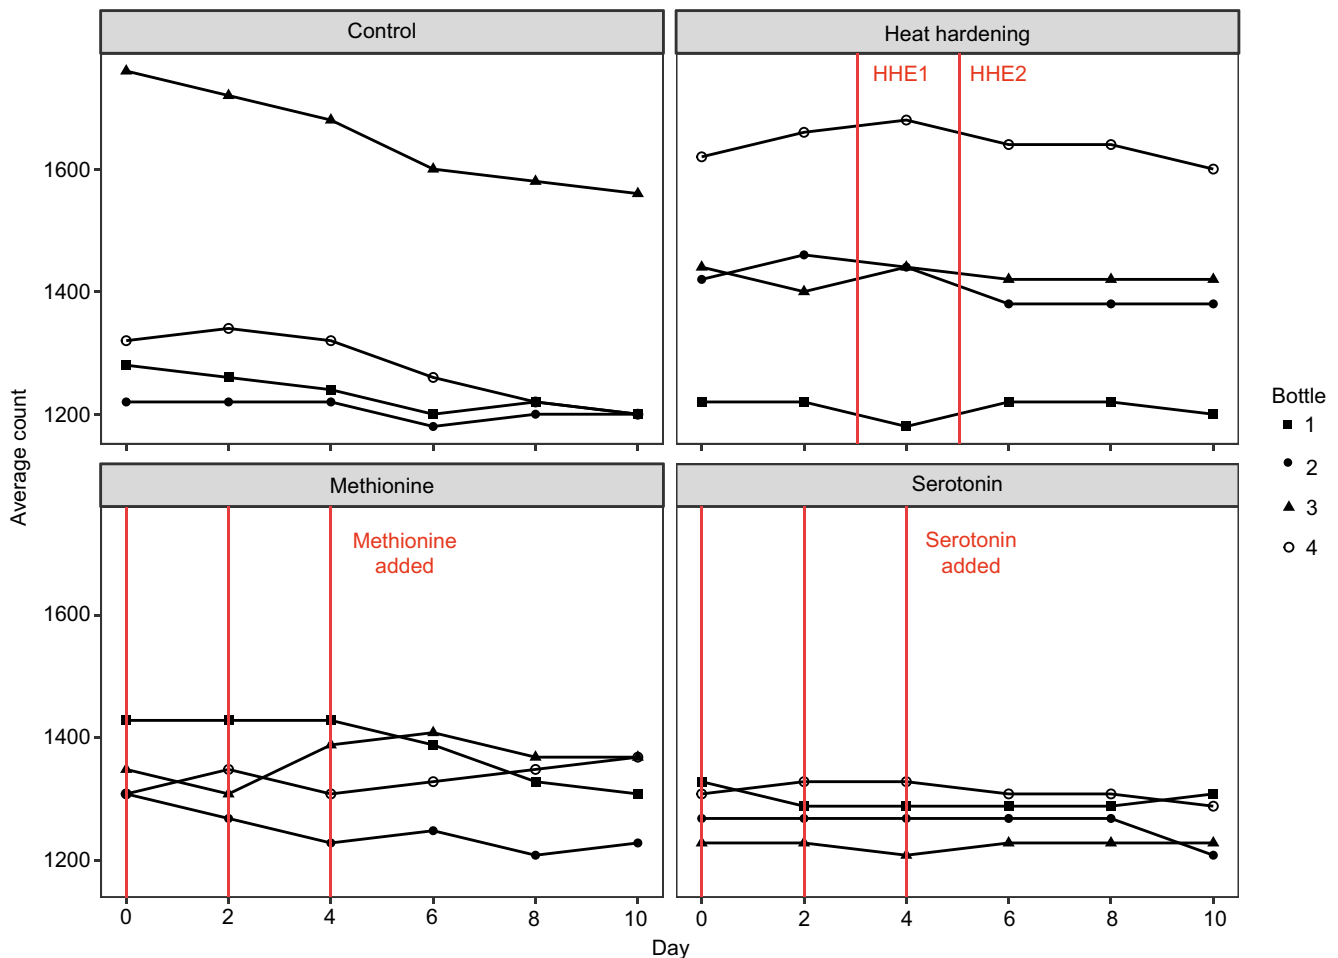 Control
Heat hardening
HHE1
HHE2
1600
1400
1200
Methionine
Serotonin
Methionine
added
Serotonin
added
1600
1400
1200
0
2
4
6
8
10
0
2
4
6
8
10
Day
Average count
Bottle
1
2
3
4